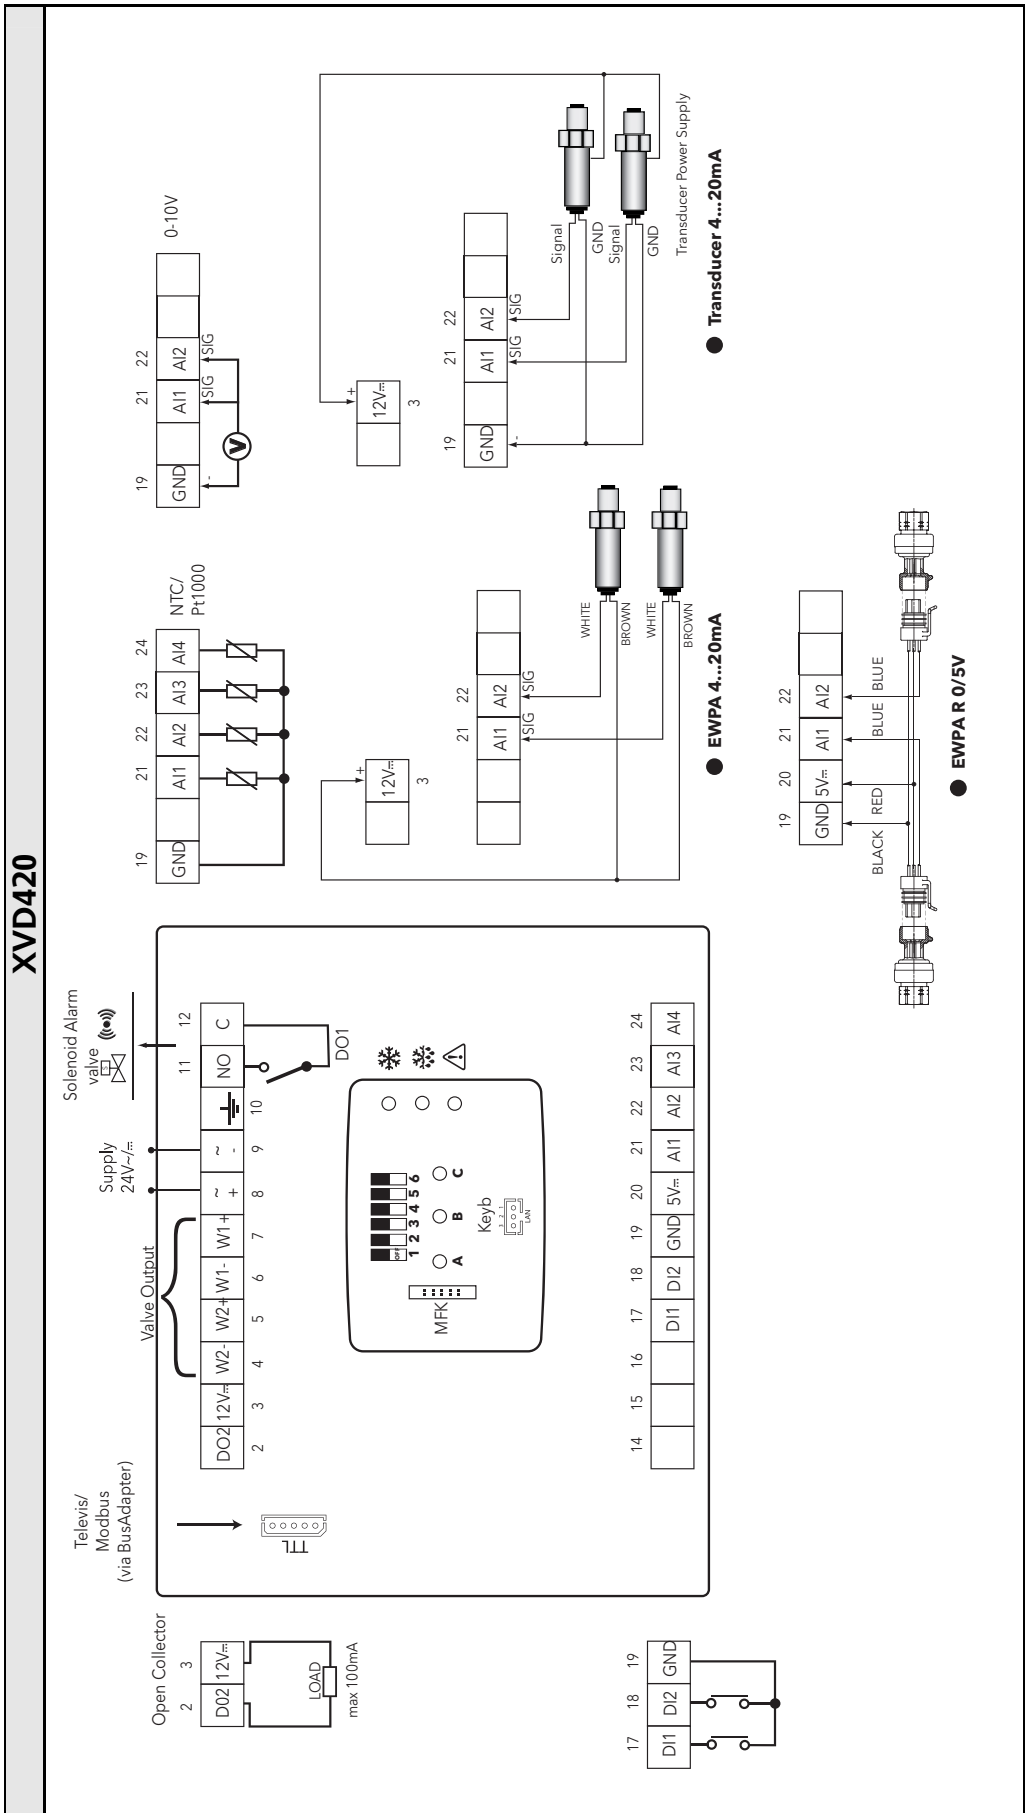 XVD420
Open Collector
2 3
D02 12V⎓
LOAD
max 100mA
17 18 19
DI1 DI2 GND
Televis/
Modbus
(via BusAdapter)
TTL
Valve Output
Supply
24V~/⎓
Solenoid Alarm
valve
S
11 12
DO2 12V⎓ W2- W2+ W1- W1+ ~ + ~ - NO C
2 3 4 5 6 7 8 9 10
DO1
MFK
OFF
1 2 3 4 5 6
A B C
Keyb
3 2 1
LAN
14 15 16 17 18 19 20 21 22 23 24
DI1 DI2 GND 5V⎓ AI1 AI2 AI3 AI4
19 21 22 23 24
GND AI1 AI2 AI3 AI4
NTC/
Pt1000
19 21 22
GND AI1 AI2
0-10V
- SIG SIG
V
+
12V⎓
3
21 22
AI1 AI2
SIG SIG
WHITE
BROWN
WHITE
BROWN
● EWPA 4...20mA
+
12V⎓
3
19 21 22
GND AI1 AI2
- SIG SIG
Signal
GND
Signal
GND
Transducer Power Supply
● Transducer 4...20mA
19 20 21 22
GND 5V⎓ AI1 AI2
BLACK RED BLUE BLUE
● EWPA R 0/5V